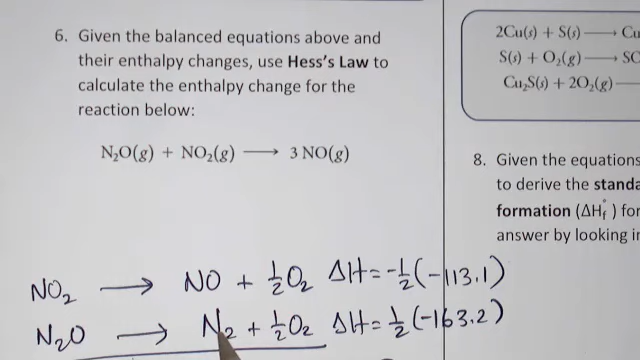 6. Given the balanced equations above and
their enthalpy changes, use Hess's Law to
calculate the enthalpy change for the
reaction below:
N₂O(g) + NO₂(g) ⟶ 3 NO(g)
NO₂ ⟶ NO + ½O₂ ΔH = -½(-113.1)
N₂O ⟶ N₂ + ½O₂ ΔH = ½(-163.2)
2Cu(s) + S(s) ⟶ Cu
S(s) + O₂(g) ⟶ SO
Cu₂S(s) + 2O₂(g) ⟶
8. Given the equations
to derive the standa
formation (ΔH°f) for
answer by looking in